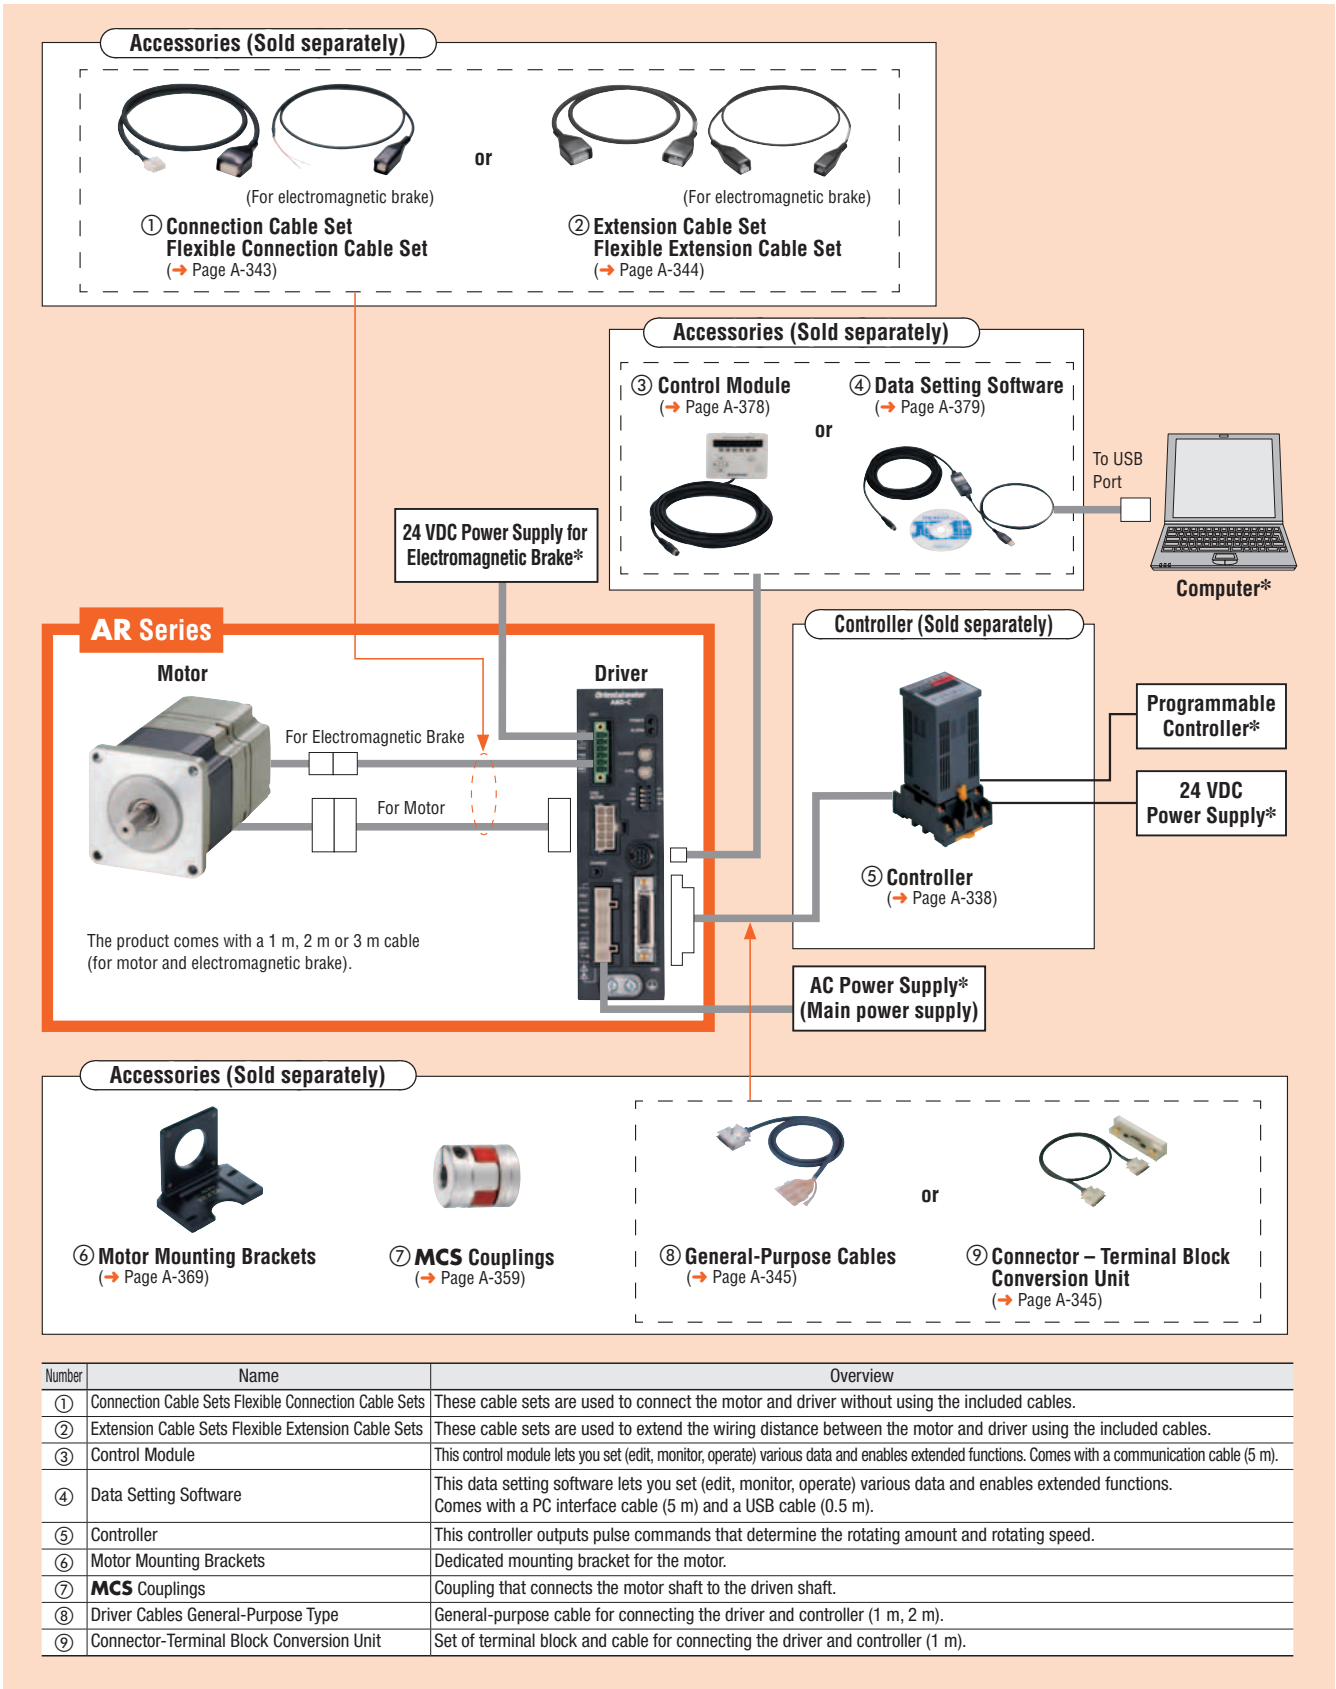 Accessories (Sold separately)
or
(For electromagnetic brake)
(For electromagnetic brake)
① Connection Cable Set
Flexible Connection Cable Set
(➜ Page A-343)
② Extension Cable Set
Flexible Extension Cable Set
(➜ Page A-344)
Accessories (Sold separately)
③ Control Module
(➜ Page A-378)
or
④ Data Setting Software
(➜ Page A-379)
To USB
Port
Computer*
24 VDC Power Supply for
Electromagnetic Brake*
AR Series
Motor
Driver
For Electromagnetic Brake
For Motor
The product comes with a 1 m, 2 m or 3 m cable
(for motor and electromagnetic brake).
Controller (Sold separately)
⑤ Controller
(➜ Page A-338)
Programmable
Controller*
24 VDC
Power Supply*
AC Power Supply*
(Main power supply)
Accessories (Sold separately)
⑥ Motor Mounting Brackets
(➜ Page A-369)
⑦ MCS Couplings
(➜ Page A-359)
⑧ General-Purpose Cables
(➜ Page A-345)
or
⑨ Connector – Terminal Block
Conversion Unit
(➜ Page A-345)
Number Name Overview
① Connection Cable Sets Flexible Connection Cable Sets These cable sets are used to connect the motor and driver without using the included cables.
② Extension Cable Sets Flexible Extension Cable Sets These cable sets are used to extend the wiring distance between the motor and driver using the included cables.
③ Control Module This control module lets you set (edit, monitor, operate) various data and enables extended functions. Comes with a communication cable (5 m).
④ Data Setting Software This data setting software lets you set (edit, monitor, operate) various data and enables extended functions.
Comes with a PC interface cable (5 m) and a USB cable (0.5 m).
⑤ Controller This controller outputs pulse commands that determine the rotating amount and rotating speed.
⑥ Motor Mounting Brackets Dedicated mounting bracket for the motor.
⑦ MCS Couplings Coupling that connects the motor shaft to the driven shaft.
⑧ Driver Cables General-Purpose Type General-purpose cable for connecting the driver and controller (1 m, 2 m).
⑨ Connector-Terminal Block Conversion Unit Set of terminal block and cable for connecting the driver and controller (1 m).